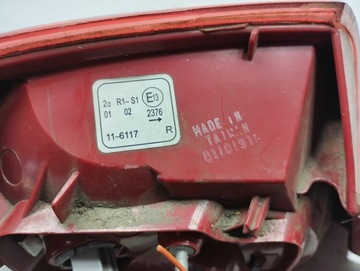 2a R1-S1 E13
01 02 2376
→
11-6117 R
MADE IN
TAIWAN